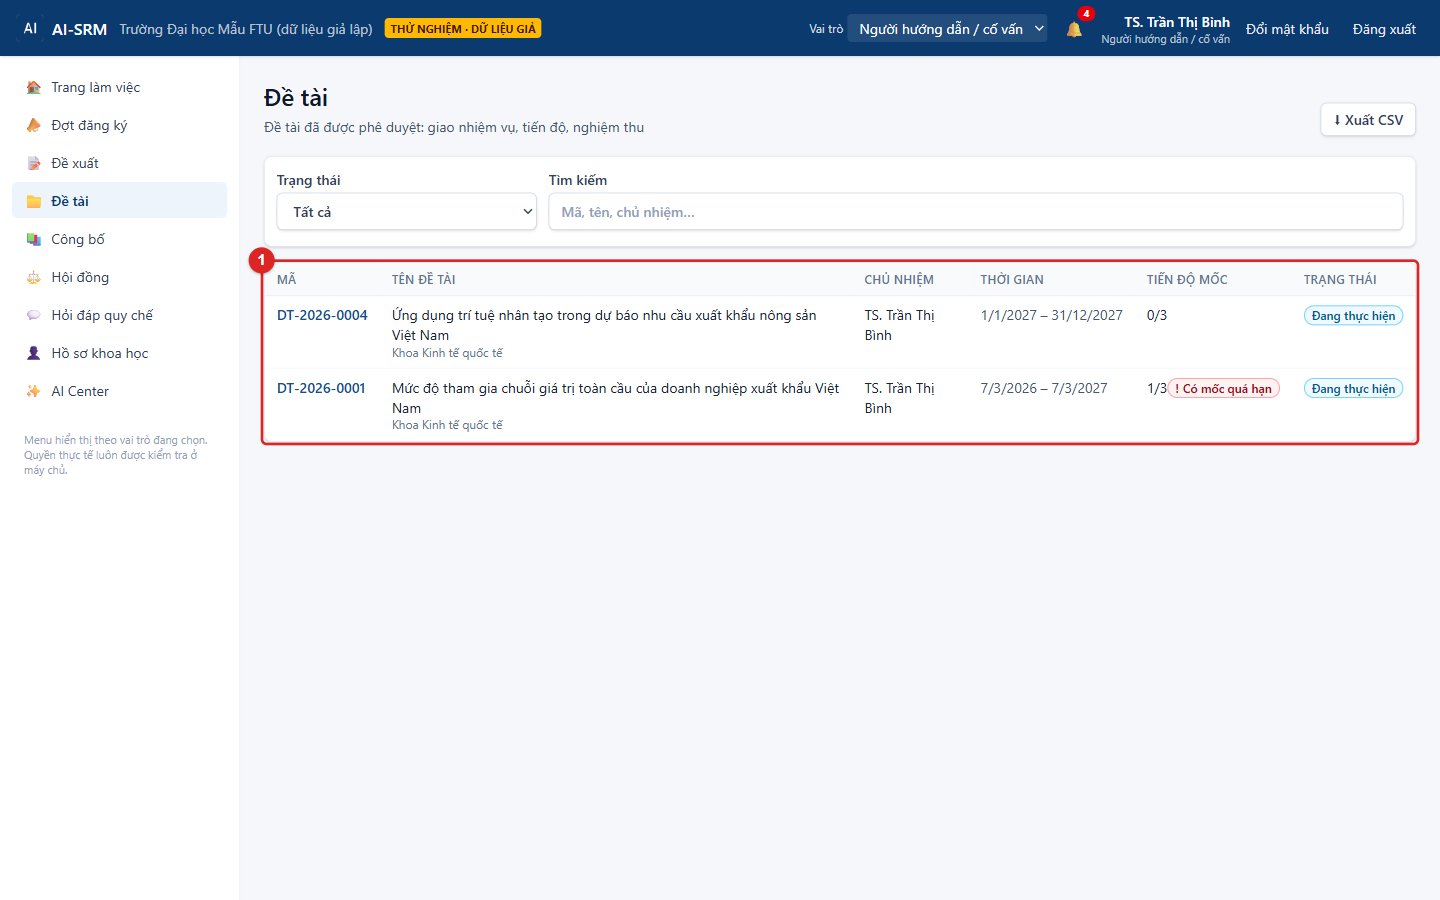 AI AI-SRM Trường Đại học Mẫu FTU (dữ liệu giả lập) THỬ NGHIỆM · DỮ LIỆU GIẢ Vai trò Người hướng dẫn / cố vấn 4 TS. Trần Thị Bình Đổi mật khẩu Đăng xuất
Người hướng dẫn / cố vấn
Trang làm việc
Đợt đăng ký
Đề xuất
Đề tài
Công bố
Hội đồng
Hỏi đáp quy chế
Hồ sơ khoa học
AI Center
Menu hiển thị theo vai trò đang chọn.
Quyền thực tế luôn được kiểm tra ở
máy chủ.
Đề tài
Đề tài đã được phê duyệt: giao nhiệm vụ, tiến độ, nghiệm thu
⬇ Xuất CSV
Trạng thái Tìm kiếm
Tất cả Mã, tên, chủ nhiệm...
1
MÃ TÊN ĐỀ TÀI CHỦ NHIỆM THỜI GIAN TIẾN ĐỘ MỐC TRẠNG THÁI
DT-2026-0004 Ứng dụng trí tuệ nhân tạo trong dự báo nhu cầu xuất khẩu nông sản TS. Trần Thị 1/1/2027 – 31/12/2027 0/3 Đang thực hiện
Việt Nam Bình
Khoa Kinh tế quốc tế
DT-2026-0001 Mức độ tham gia chuỗi giá trị toàn cầu của doanh nghiệp xuất khẩu Việt TS. Trần Thị 7/3/2026 – 7/3/2027 1/3 ! Có mốc quá hạn Đang thực hiện
Nam Bình
Khoa Kinh tế quốc tế